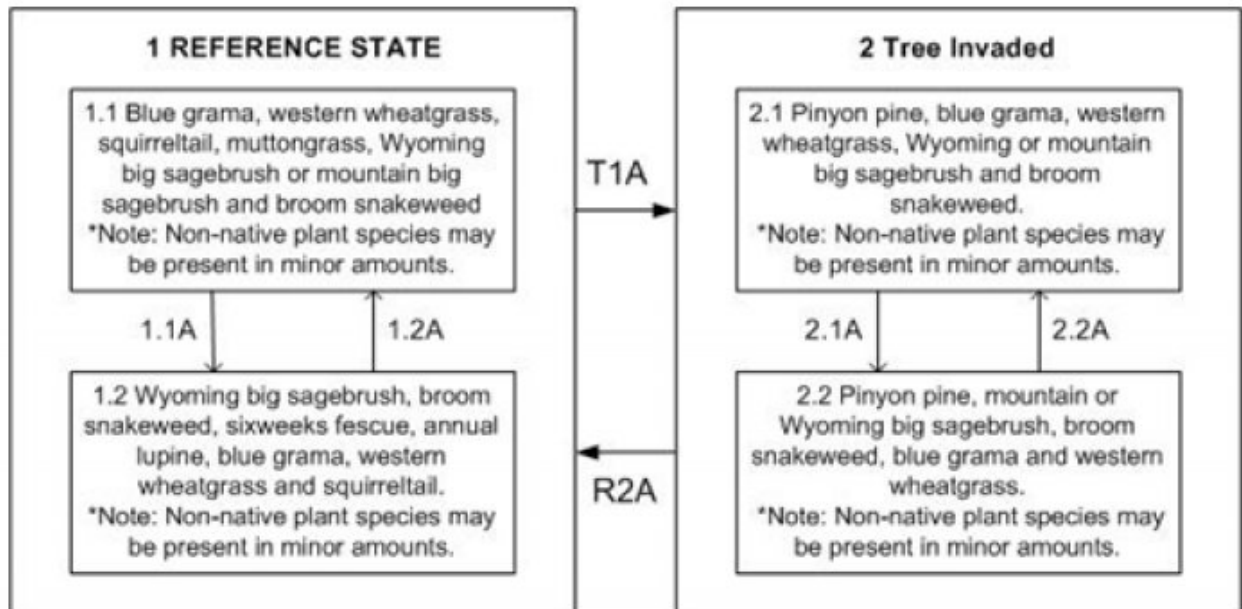 1 REFERENCE STATE
1.1 Blue grama, western wheatgrass,
squirreltail, muttongrass, Wyoming
big sagebrush or mountain big
sagebrush and broom snakeweed
*Note: Non-native plant species may
be present in minor amounts.
1.1A
1.2A
1.2 Wyoming big sagebrush, broom
snakeweed, sixweeks fescue, annual
lupine, blue grama, western
wheatgrass and squirreltail.
*Note: Non-native plant species may
be present in minor amounts.
T1A
R2A
2 Tree Invaded
2.1 Pinyon pine, blue grama, western
wheatgrass, Wyoming or mountain
big sagebrush and broom
snakeweed.
*Note: Non-native plant species may
be present in minor amounts.
2.1A
2.2A
2.2 Pinyon pine, mountain or
Wyoming big sagebrush, broom
snakeweed, blue grama and western
wheatgrass.
*Note: Non-native plant species may
be present in minor amounts.